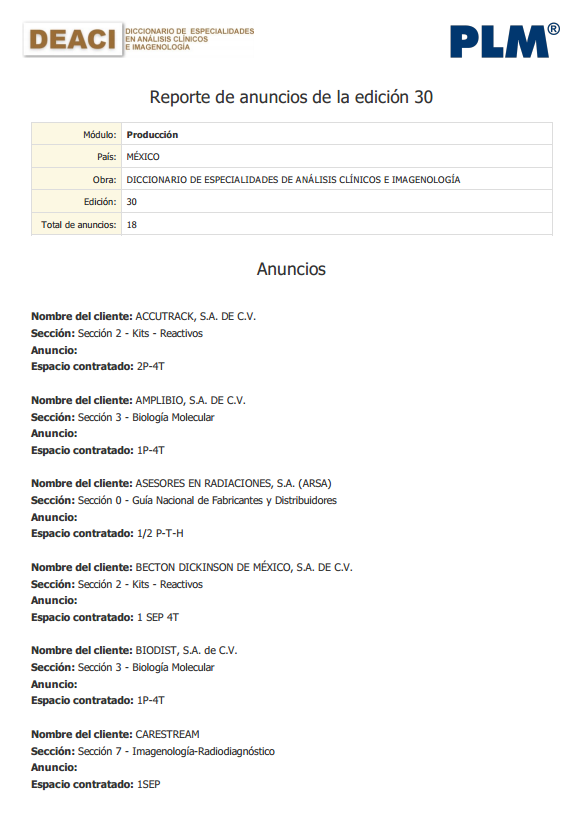 DEACI
DICCIONARIO DE ESPECIALIDADES
EN ANÁLISIS CLÍNICOS
E IMAGENOLOGÍA
PLM®
Reporte de anuncios de la edición 30
Módulo: Producción
País: MÉXICO
Obra: DICCIONARIO DE ESPECIALIDADES DE ANÁLISIS CLÍNICOS E IMAGENOLOGÍA
Edición: 30
Total de anuncios: 18
Anuncios
Nombre del cliente: ACCUTRACK, S.A. DE C.V.
Sección: Sección 2 - Kits - Reactivos
Anuncio:
Espacio contratado: 2P-4T
Nombre del cliente: AMPLIBIO, S.A. DE C.V.
Sección: Sección 3 - Biología Molecular
Anuncio:
Espacio contratado: 1P-4T
Nombre del cliente: ASESORES EN RADIACIONES, S.A. (ARSA)
Sección: Sección 0 - Guía Nacional de Fabricantes y Distribuidores
Anuncio:
Espacio contratado: 1/2 P-T-H
Nombre del cliente: BECTON DICKINSON DE MÉXICO, S.A. DE C.V.
Sección: Sección 2 - Kits - Reactivos
Anuncio:
Espacio contratado: 1 SEP 4T
Nombre del cliente: BIODIST, S.A. de C.V.
Sección: Sección 3 - Biología Molecular
Anuncio:
Espacio contratado: 1P-4T
Nombre del cliente: CARESTREAM
Sección: Sección 7 - Imagenología-Radiodiagnóstico
Anuncio:
Espacio contratado: 1SEP